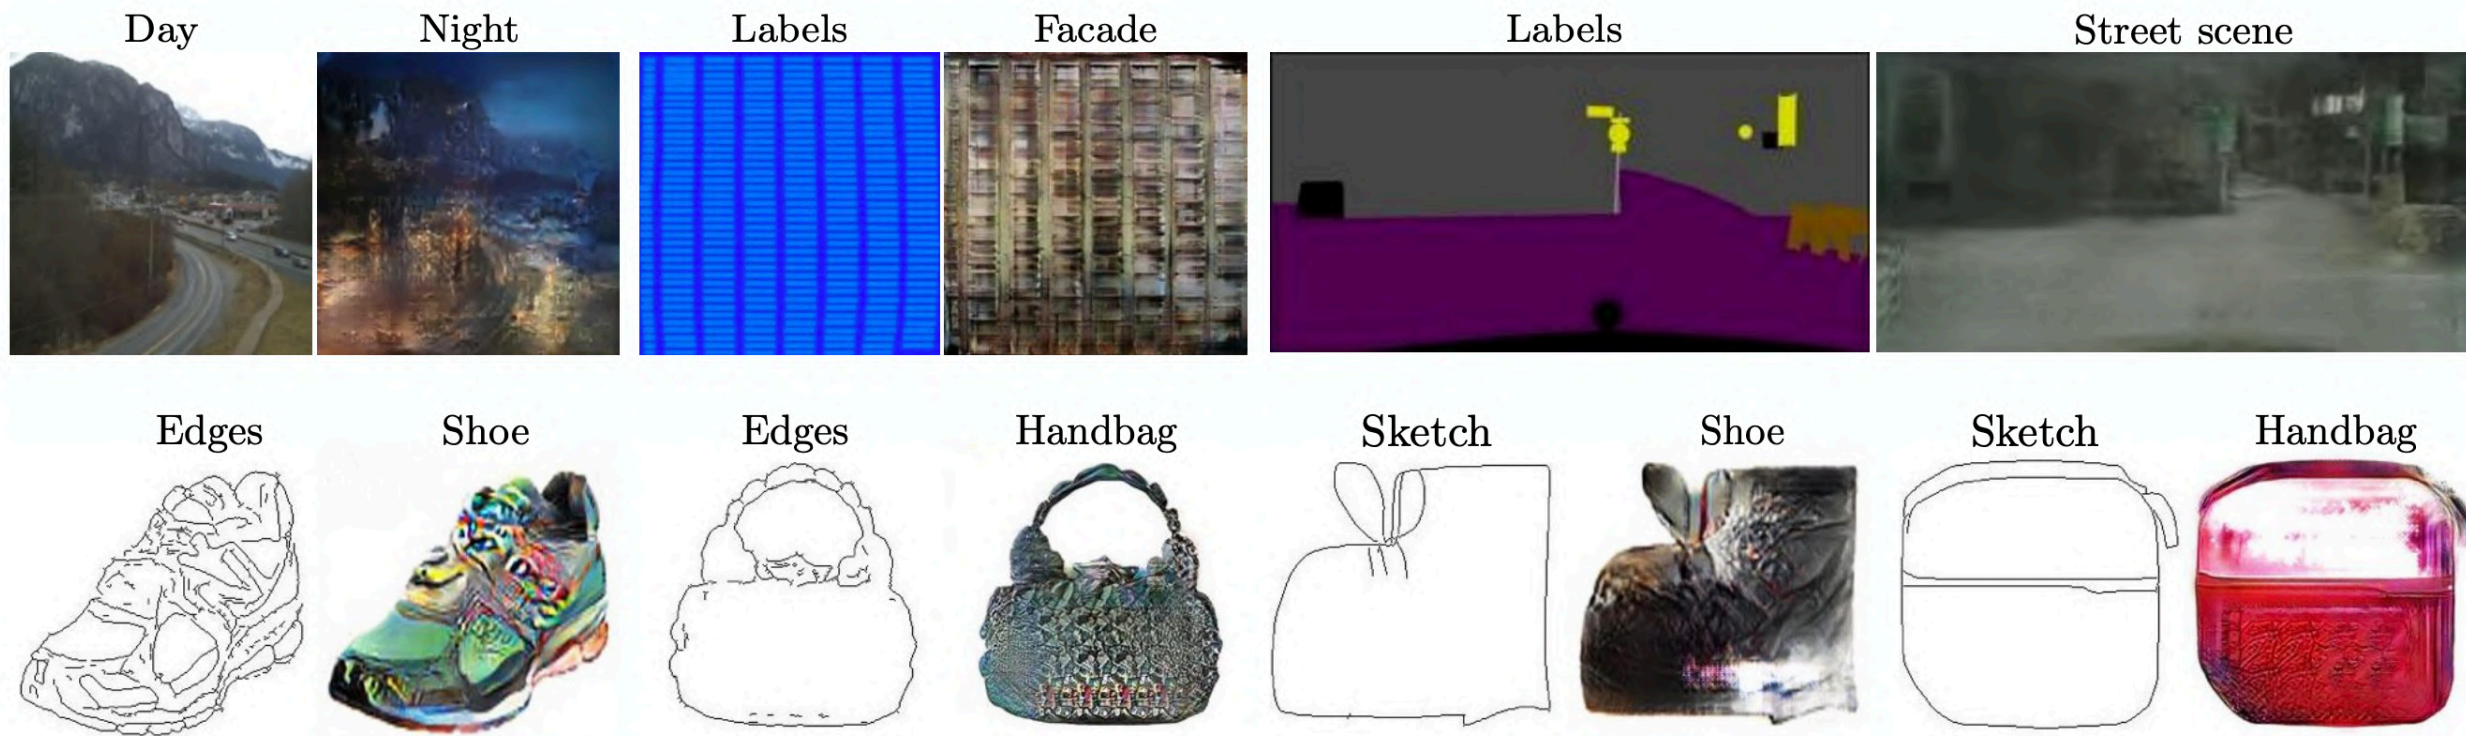 Day Night Labels Facade Labels Street scene
Edges Shoe Edges Handbag Sketch Shoe Sketch Handbag